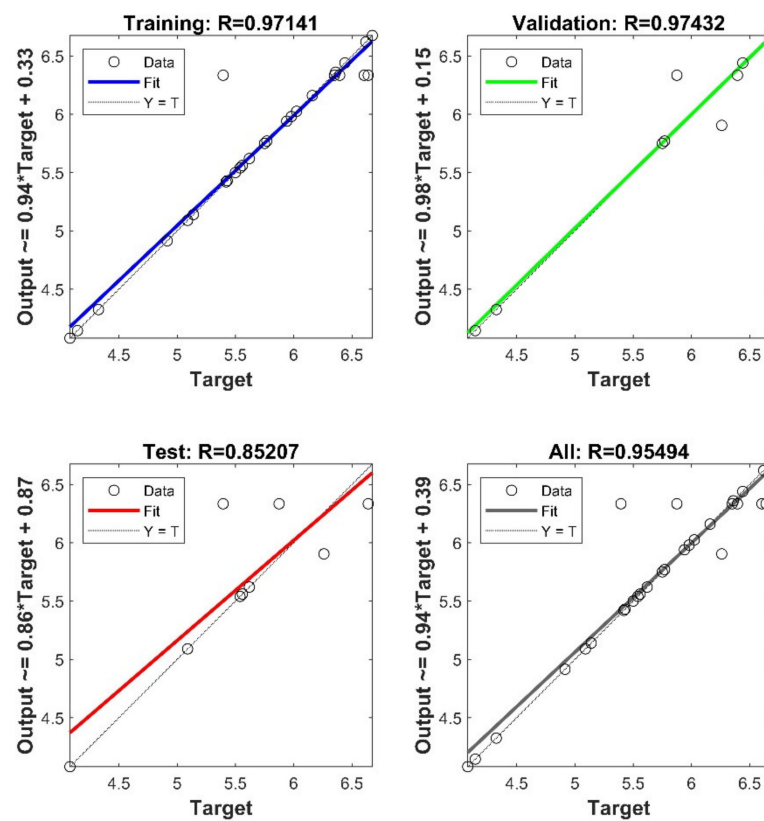 Training: R=0.97141
Output ~= 0.94*Target + 0.33
Data
Fit
Y = T
6.5
6
5.5
5
4.5
4.5 5 5.5 6 6.5
Target
Validation: R=0.97432
Output ~= 0.98*Target + 0.15
Data
Fit
Y = T
6.5
6
5.5
5
4.5
4.5 5 5.5 6 6.5
Target
Test: R=0.85207
Output ~= 0.86*Target + 0.87
Data
Fit
Y = T
6.5
6
5.5
5
4.5
4.5 5 5.5 6 6.5
Target
All: R=0.95494
Output ~= 0.94*Target + 0.39
Data
Fit
Y = T
6.5
6
5.5
5
4.5
4.5 5 5.5 6 6.5
Target